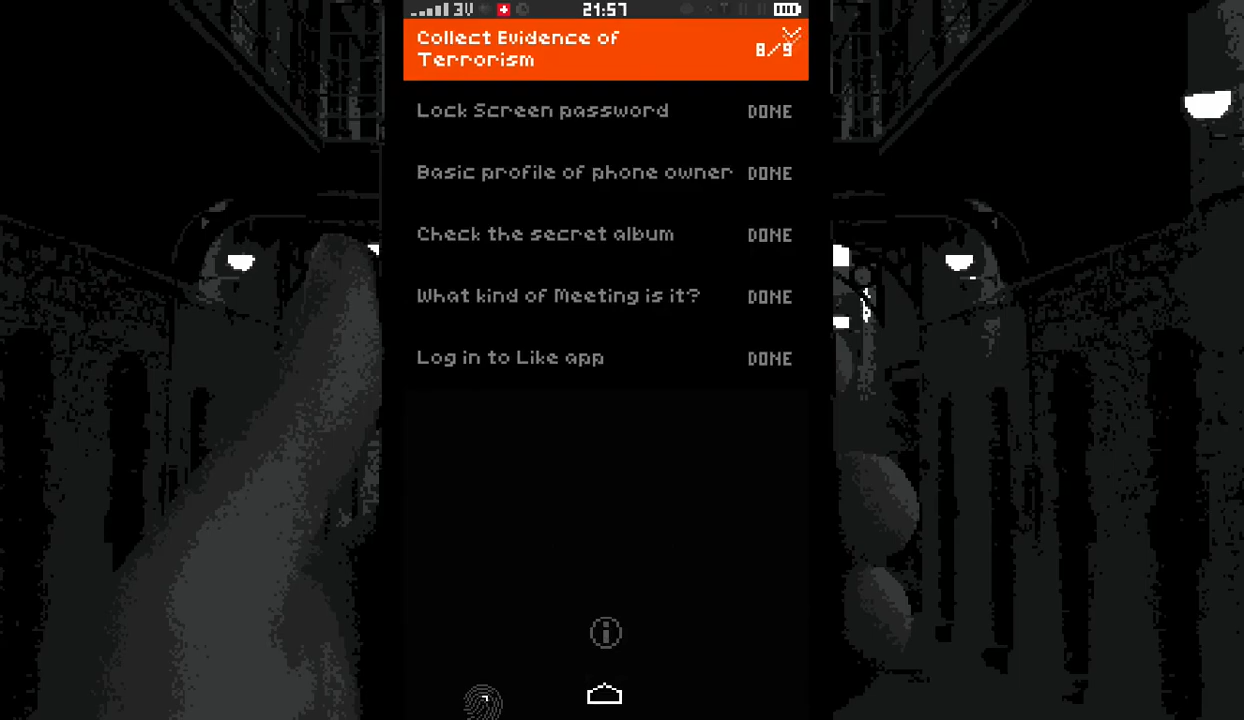 3V
21:57
Collect Evidence of
Terrorism
8/9
Lock Screen password DONE
Basic profile of phone owner DONE
Check the secret album DONE
What kind of Meeting is it? DONE
Log in to Like app DONE